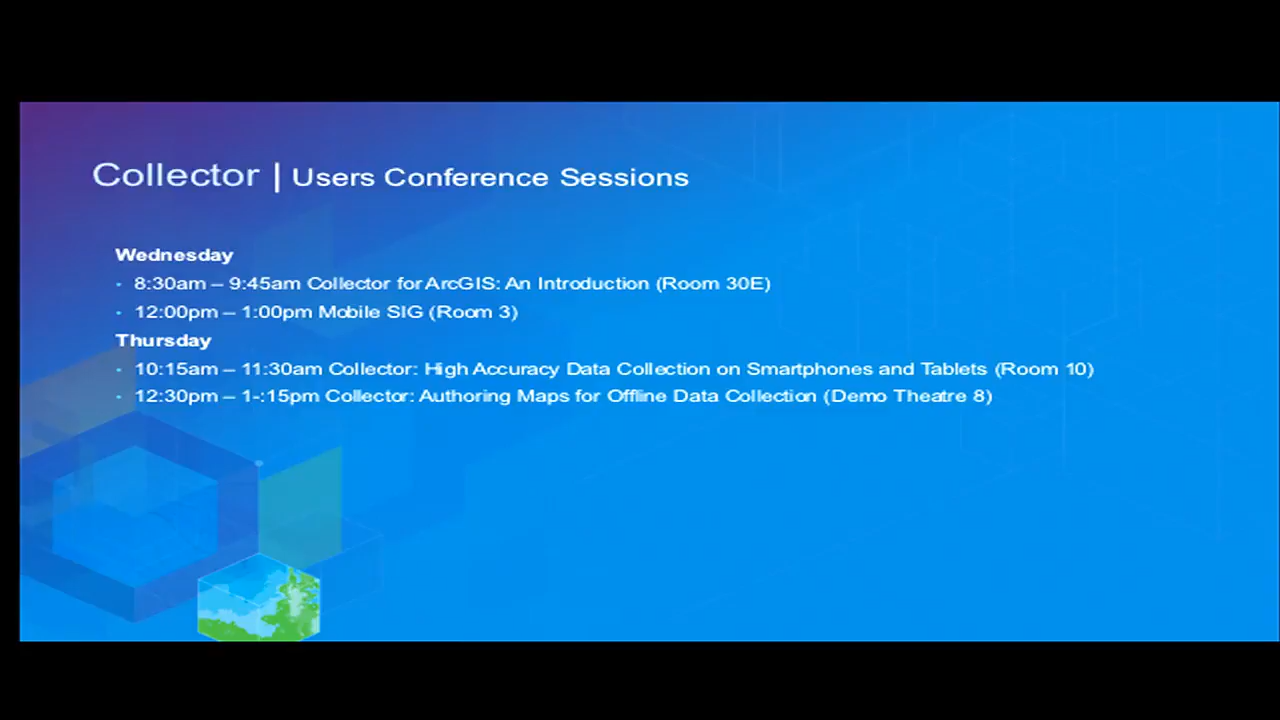 Collector | Users Conference Sessions
Wednesday
· 8:30am – 9:45am Collector for ArcGIS: An Introduction (Room 30E)
· 12:00pm – 1:00pm Mobile SIG (Room 3)
Thursday
· 10:15am – 11:30am Collector: High Accuracy Data Collection on Smartphones and Tablets (Room 10)
· 12:30pm – 1-:15pm Collector: Authoring Maps for Offline Data Collection (Demo Theatre 8)